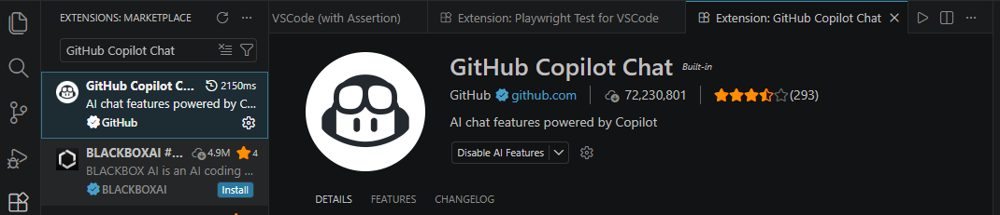 EXTENSIONS: MARKETPLACE
GitHub Copilot Chat
GitHub Copilot C... 2150ms
AI chat features powered by C...
GitHub
BLACKBOXAI #... 4.9M 4
BLACKBOX AI is an AI coding ...
BLACKBOXAI Install
VSCode (with Assertion) Extension: Playwright Test for VSCode Extension: GitHub Copilot Chat
GitHub Copilot Chat Built-in
GitHub github.com 72,230,801 (293)
AI chat features powered by Copilot
Disable AI Features
DETAILS FEATURES CHANGELOG